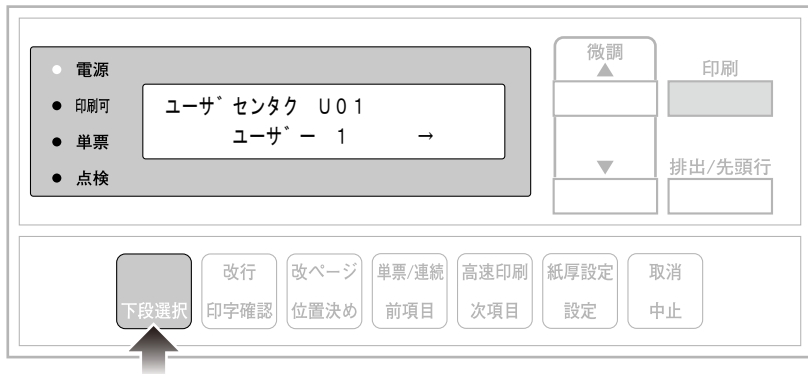 電源
印刷可
単票
点検
ユーザﾞセンタク U01
ユーザﾞー 1 →
微調
▲
▼
印刷
排出/先頭行
下段選択
改行
印字確認
改ページ
位置決め
単票/連続
前項目
高速印刷
次項目
紙厚設定
設定
取消
中止